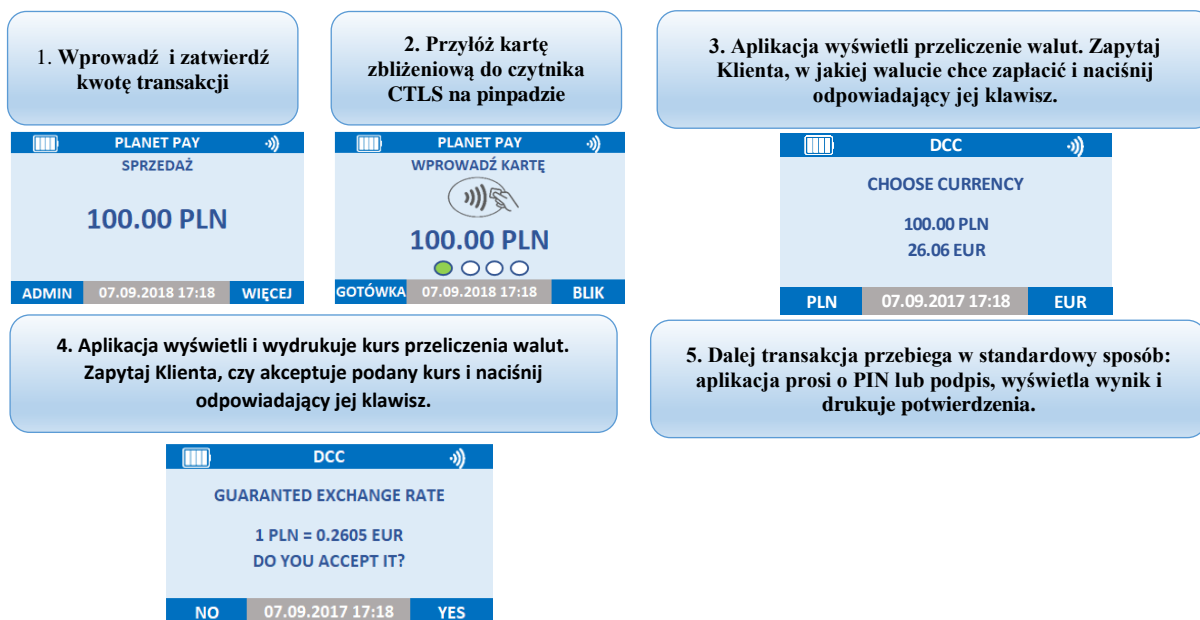 1. Wprowadź i zatwierdź
kwotę transakcji
PLANET PAY
SPRZEDAŻ
100.00 PLN
ADMIN 07.09.2018 17:18 WIĘCEJ
2. Przyłóż kartę
zbliżeniową do czytnika
CTLS na pinpadzie
PLANET PAY
WPROWADŹ KARTĘ
100.00 PLN
GOTÓWKA 07.09.2018 17:18 BLIK
3. Aplikacja wyświetli przeliczenie walut. Zapytaj
Klienta, w jakiej walucie chce zapłacić i naciśnij
odpowiadający jej klawisz.
DCC
CHOOSE CURRENCY
100.00 PLN
26.06 EUR
PLN 07.09.2017 17:18 EUR
4. Aplikacja wyświetli i wydrukuje kurs przeliczenia walut.
Zapytaj Klienta, czy akceptuje podany kurs i naciśnij
odpowiadający jej klawisz.
DCC
GUARANTED EXCHANGE RATE
1 PLN = 0.2605 EUR
DO YOU ACCEPT IT?
NO 07.09.2017 17:18 YES
5. Dalej transakcja przebiega w standardowy sposób:
aplikacja prosi o PIN lub podpis, wyświetla wynik i
drukuje potwierdzenia.